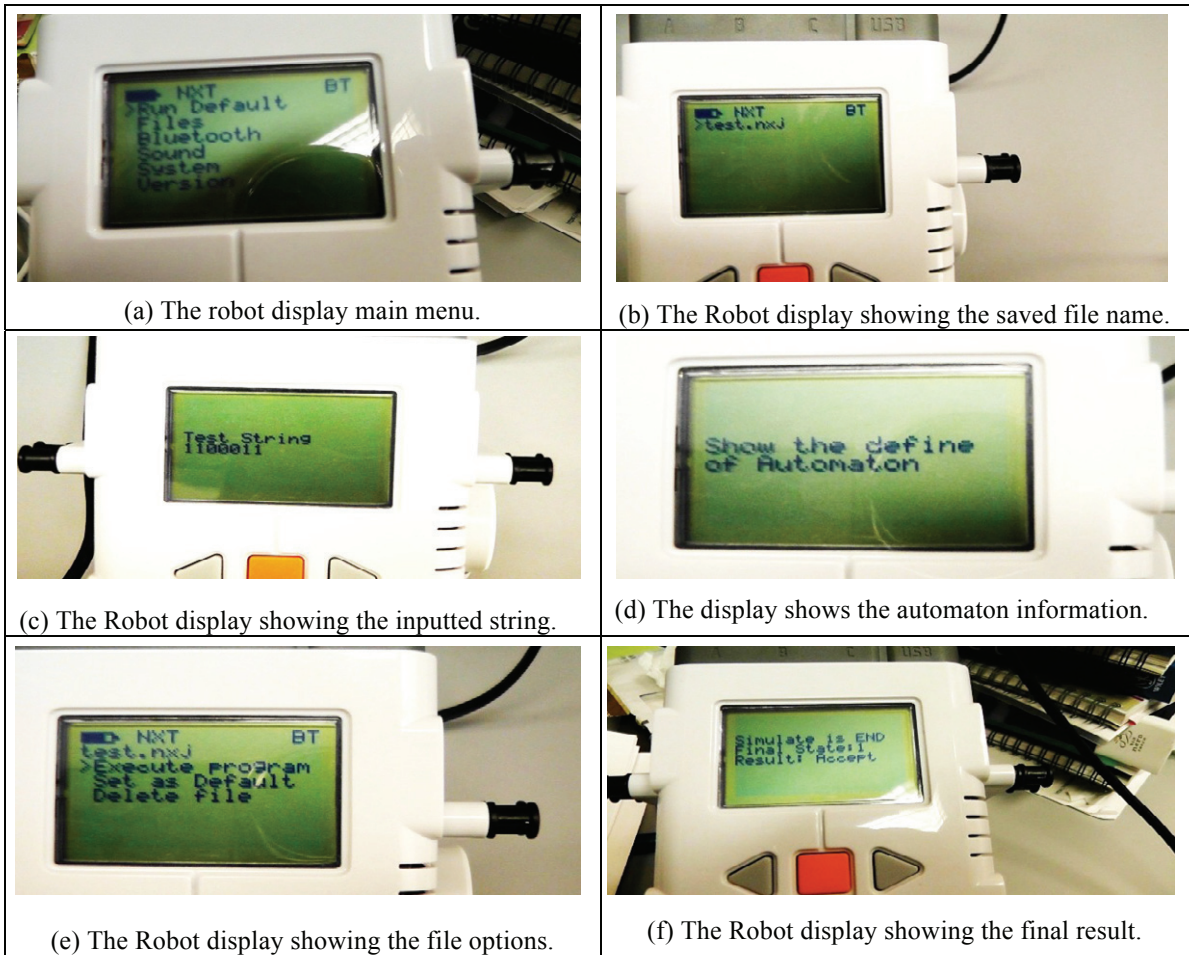 NXT BT
>Run Default
Files
Bluetooth
Sound
System
Version
(a) The robot display main menu.
A B C USB
NXT BT
>test.nxj
(b) The Robot display showing the saved file name.
Test String
1100011
(c) The Robot display showing the inputted string.
Show the define
of Automaton
(d) The display shows the automaton information.
NXT BT
test.nxj
>Execute program
Set as Default
Delete file
(e) The Robot display showing the file options.
A B C USB
Simulate is END
Final State:1
Result: Accept
(f) The Robot display showing the final result.